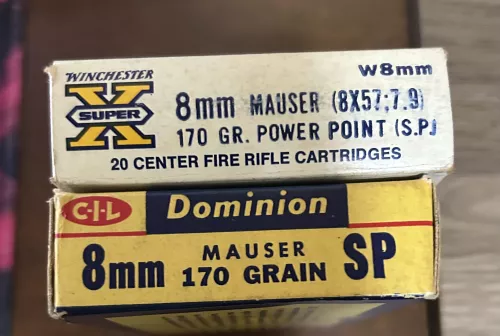 WINCHESTER
X
SUPER
W8mm
8mm MAUSER (8X57;7.9)
170 GR. POWER POINT (S.P.)
20 CENTER FIRE RIFLE CARTRIDGES
C-I-L
Dominion
8mm
MAUSER
170 GRAIN
SP